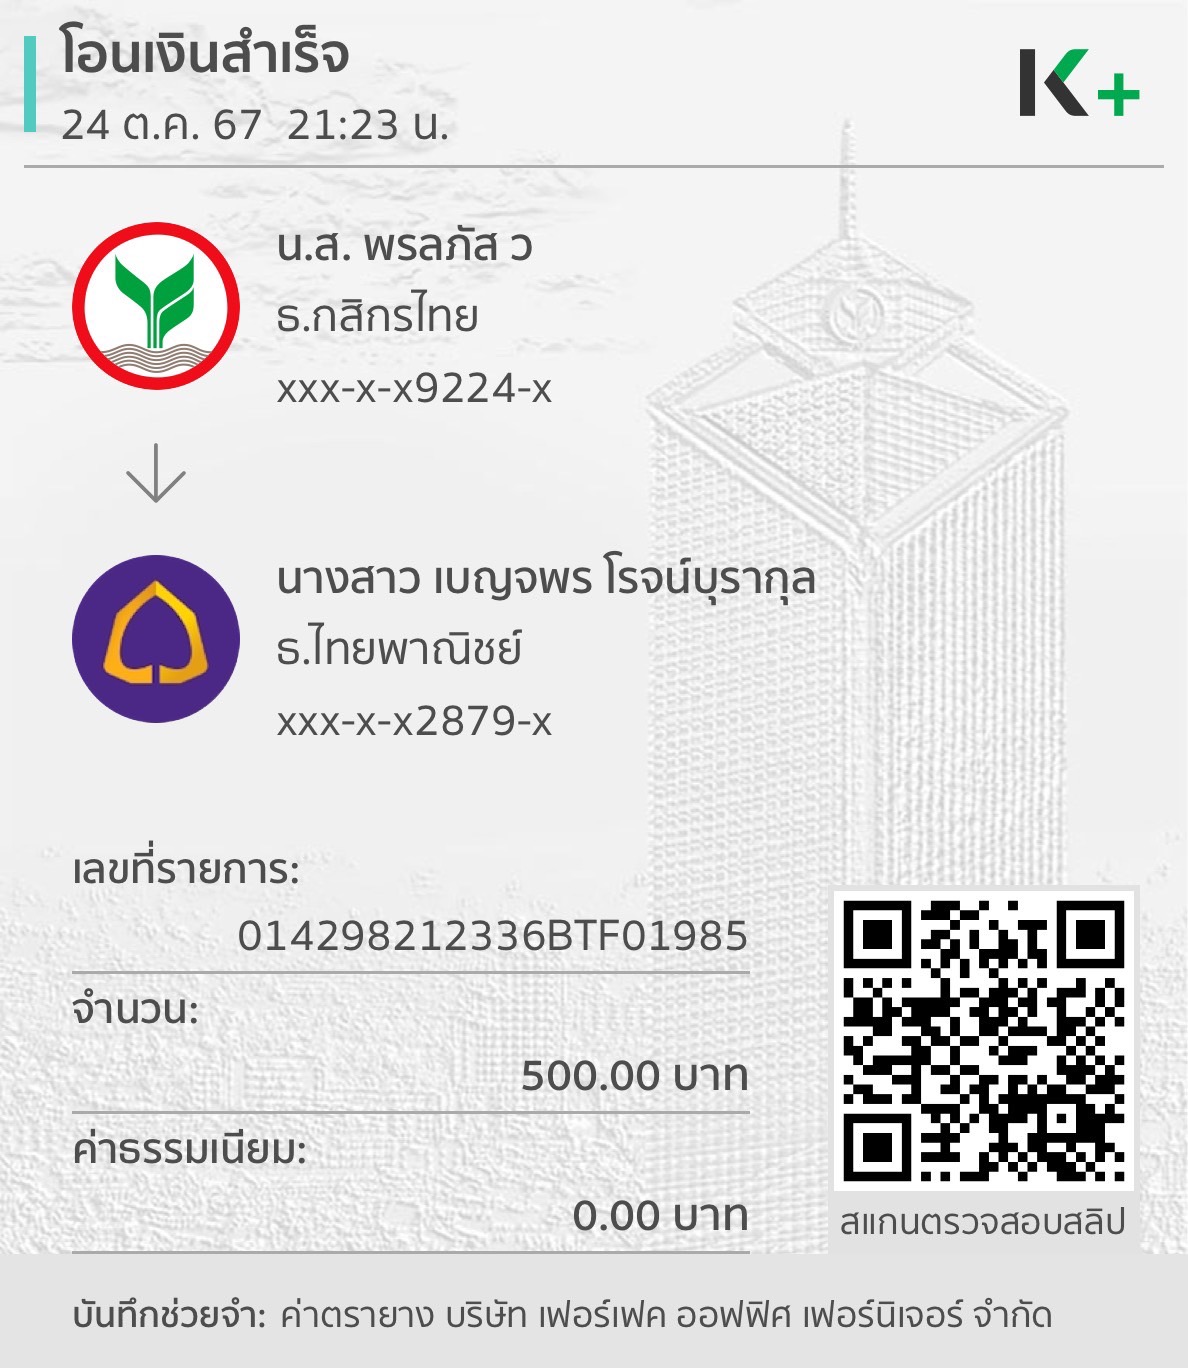 โอนเงินสำเร็จ
24 ต.ค. 67 21:23 น.
K+
น.ส. พรลภัส ว
ธ.กสิกรไทย
xxx-x-x9224-x
นางสาว เบญจพร โรจน์บุรากุล
ธ.ไทยพาณิชย์
xxx-x-x2879-x
เลขที่รายการ:
014298212336BTF01985
จำนวน:
500.00 บาท
ค่าธรรมเนียม:
0.00 บาท
สแกนตรวจสอบสลิป
บันทึกช่วยจำ: ค่าตรายาง บริษัท เฟอร์เฟค ออฟฟิศ เฟอร์นิเจอร์ จำกัด